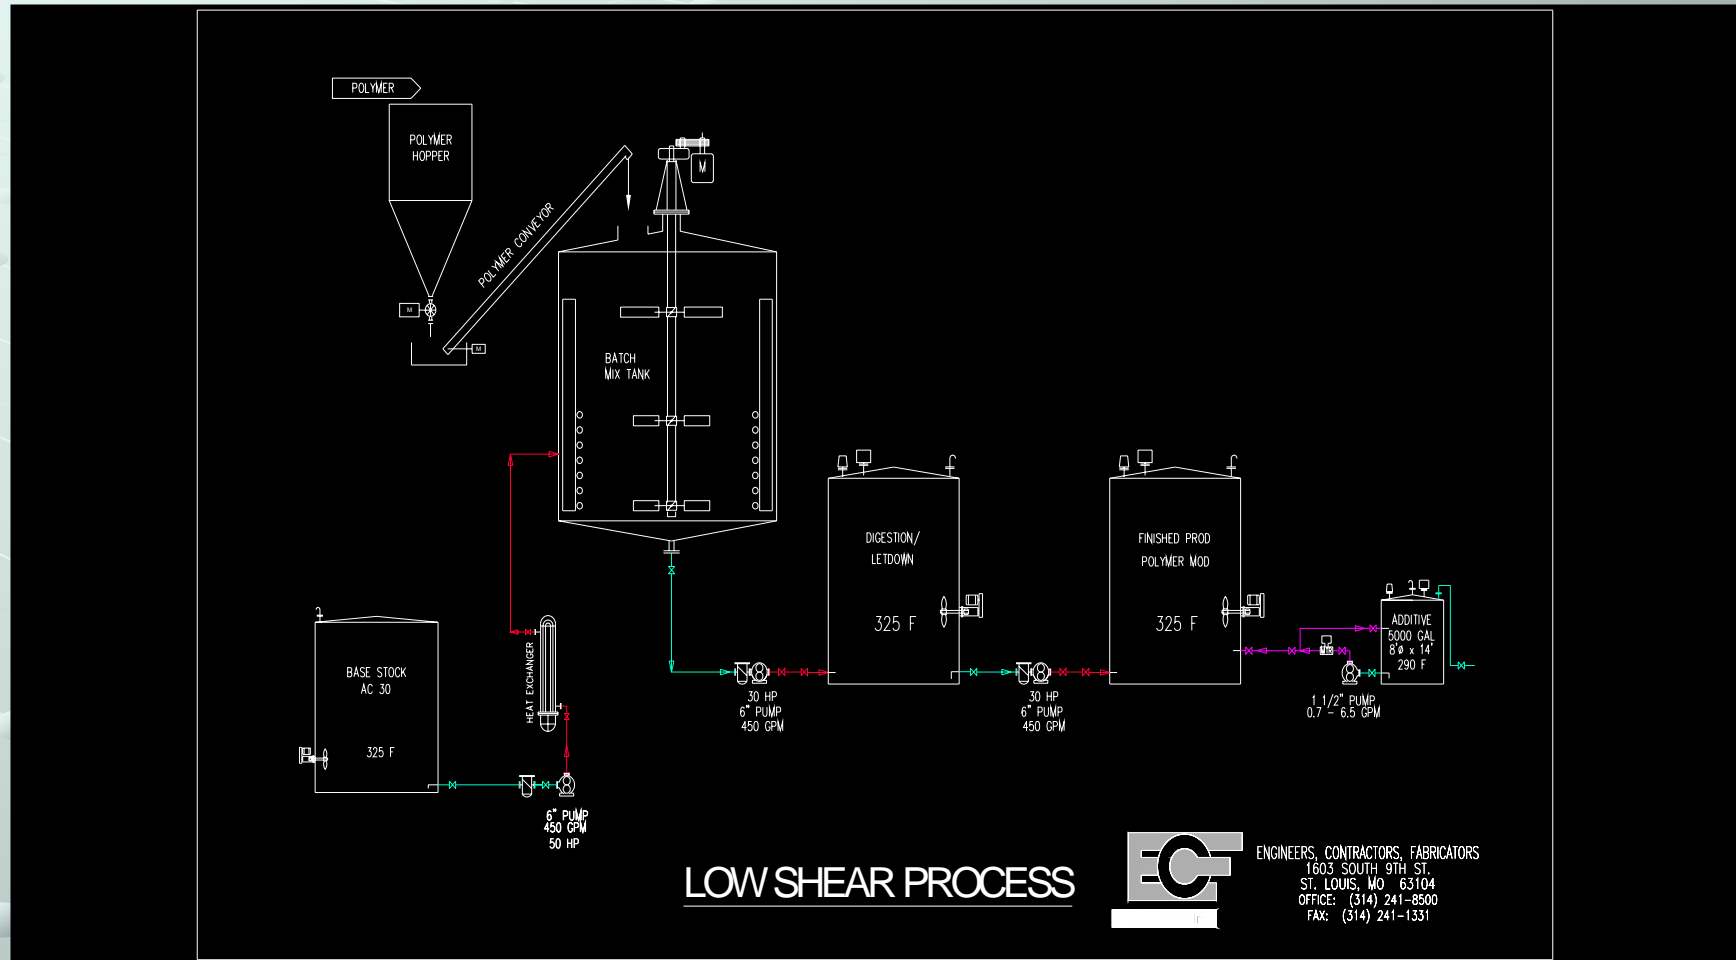 POLYMER
POLYMER
HOPPER
M
POLYMER CONVEYOR
M
M
BATCH
MIX TANK
DIGESTION/
LETDOWN
325 F
FINISHED PROD
POLYMER MOD
325 F
ADDITIVE
5000 GAL
8'ø x 14'
290 F
HEAT EXCHANGER
BASE STOCK
AC 30
325 F
30 HP
6" PUMP
450 GPM
30 HP
6" PUMP
450 GPM
1 1/2" PUMP
0.7 - 6.5 GPM
6" PUMP
450 GPM
50 HP
LOW SHEAR PROCESS
ENGINEERS, CONTRACTORS, FABRICATORS
1603 SOUTH 9TH ST.
ST. LOUIS, MO 63104
OFFICE: (314) 241-8500
FAX: (314) 241-1331